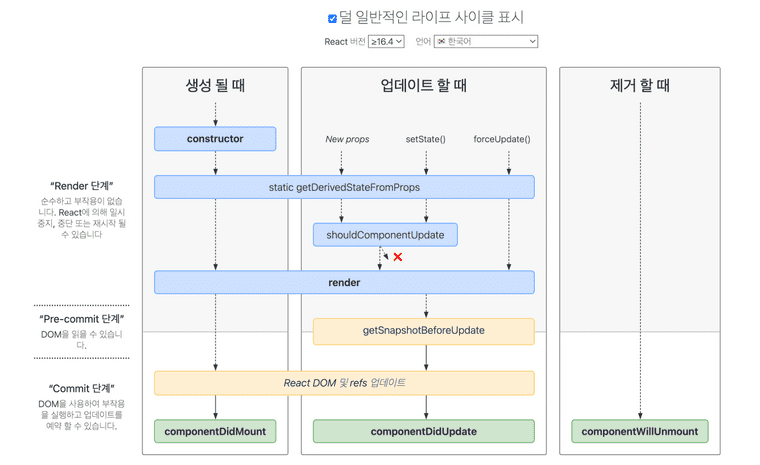 덜 일반적인 라이프 사이클 표시
React 버전 ≥16.4 언어 🇰🇷 한국어
생성 될 때
업데이트 할 때
제거 할 때
constructor
New props
setState()
forceUpdate()
“Render 단계”
순수하고 부작용이 없습
니다. React에 의해 일시
중지, 중단 또는 재시작 될
수 있습니다
static getDerivedStateFromProps
shouldComponentUpdate
render
“Pre-commit 단계”
DOM을 읽을 수 있습니
다.
getSnapshotBeforeUpdate
“Commit 단계”
DOM을 사용하여 부작용
을 실행하고 업데이트를
예약 할 수 있습니다.
React DOM 및 refs 업데이트
componentDidMount
componentDidUpdate
componentWillUnmount